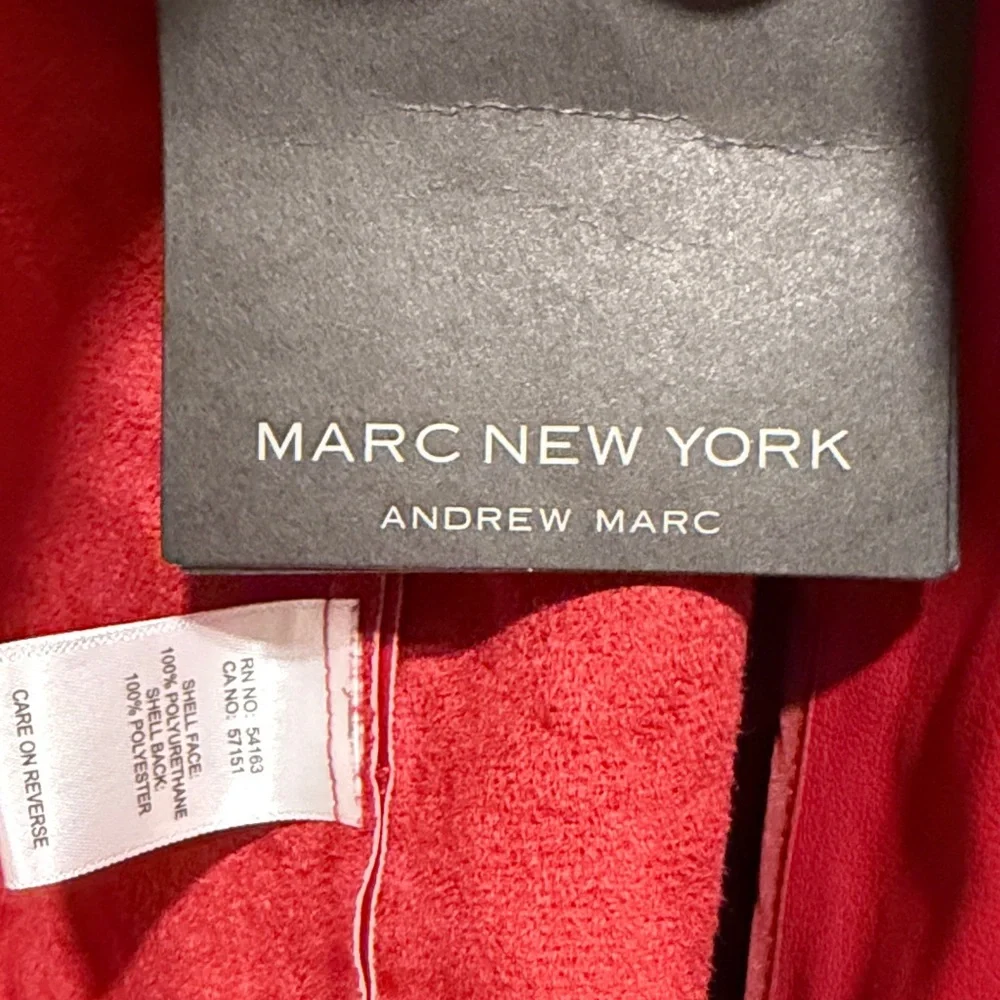 MARC NEW YORK
ANDREW MARC
RN NO: 54163
CA NO: 57151
SHELL FACE:
100% POLYURETHANE
SHELL BACK:
100% POLYESTER
CARE ON REVERSE